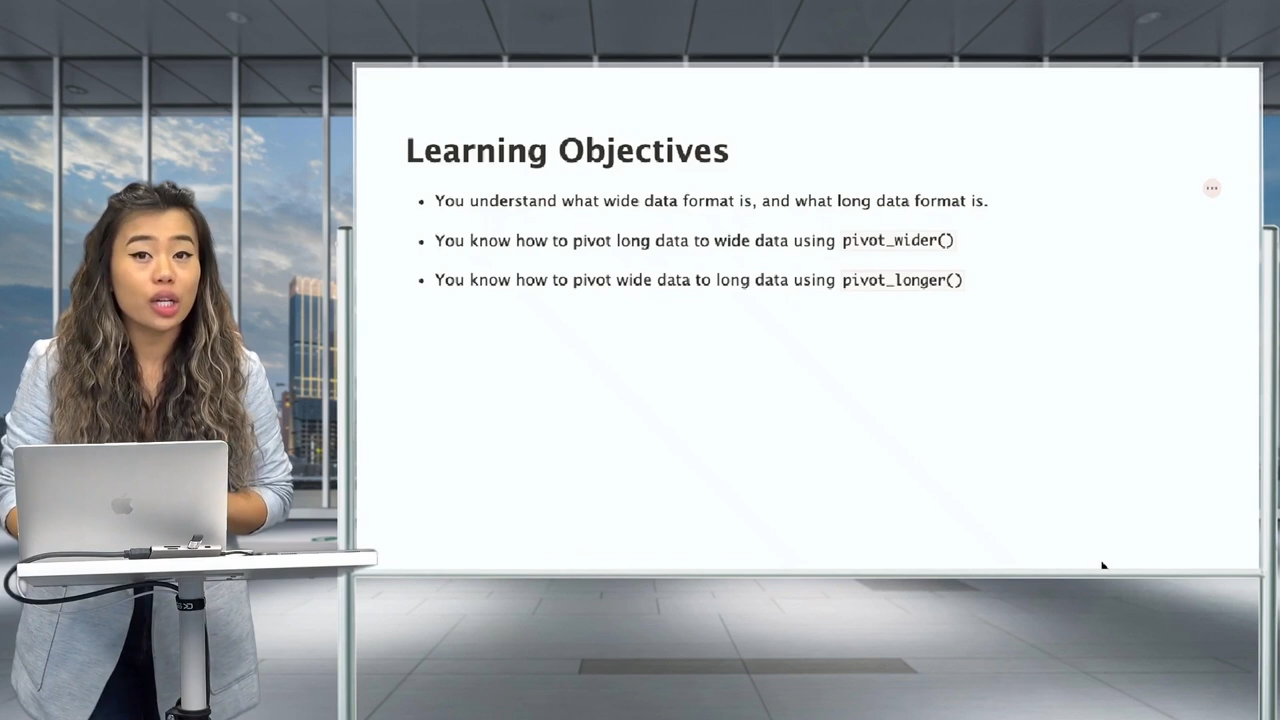 Learning Objectives
• You understand what wide data format is, and what long data format is.
• You know how to pivot long data to wide data using pivot_wider()
• You know how to pivot wide data to long data using pivot_longer()